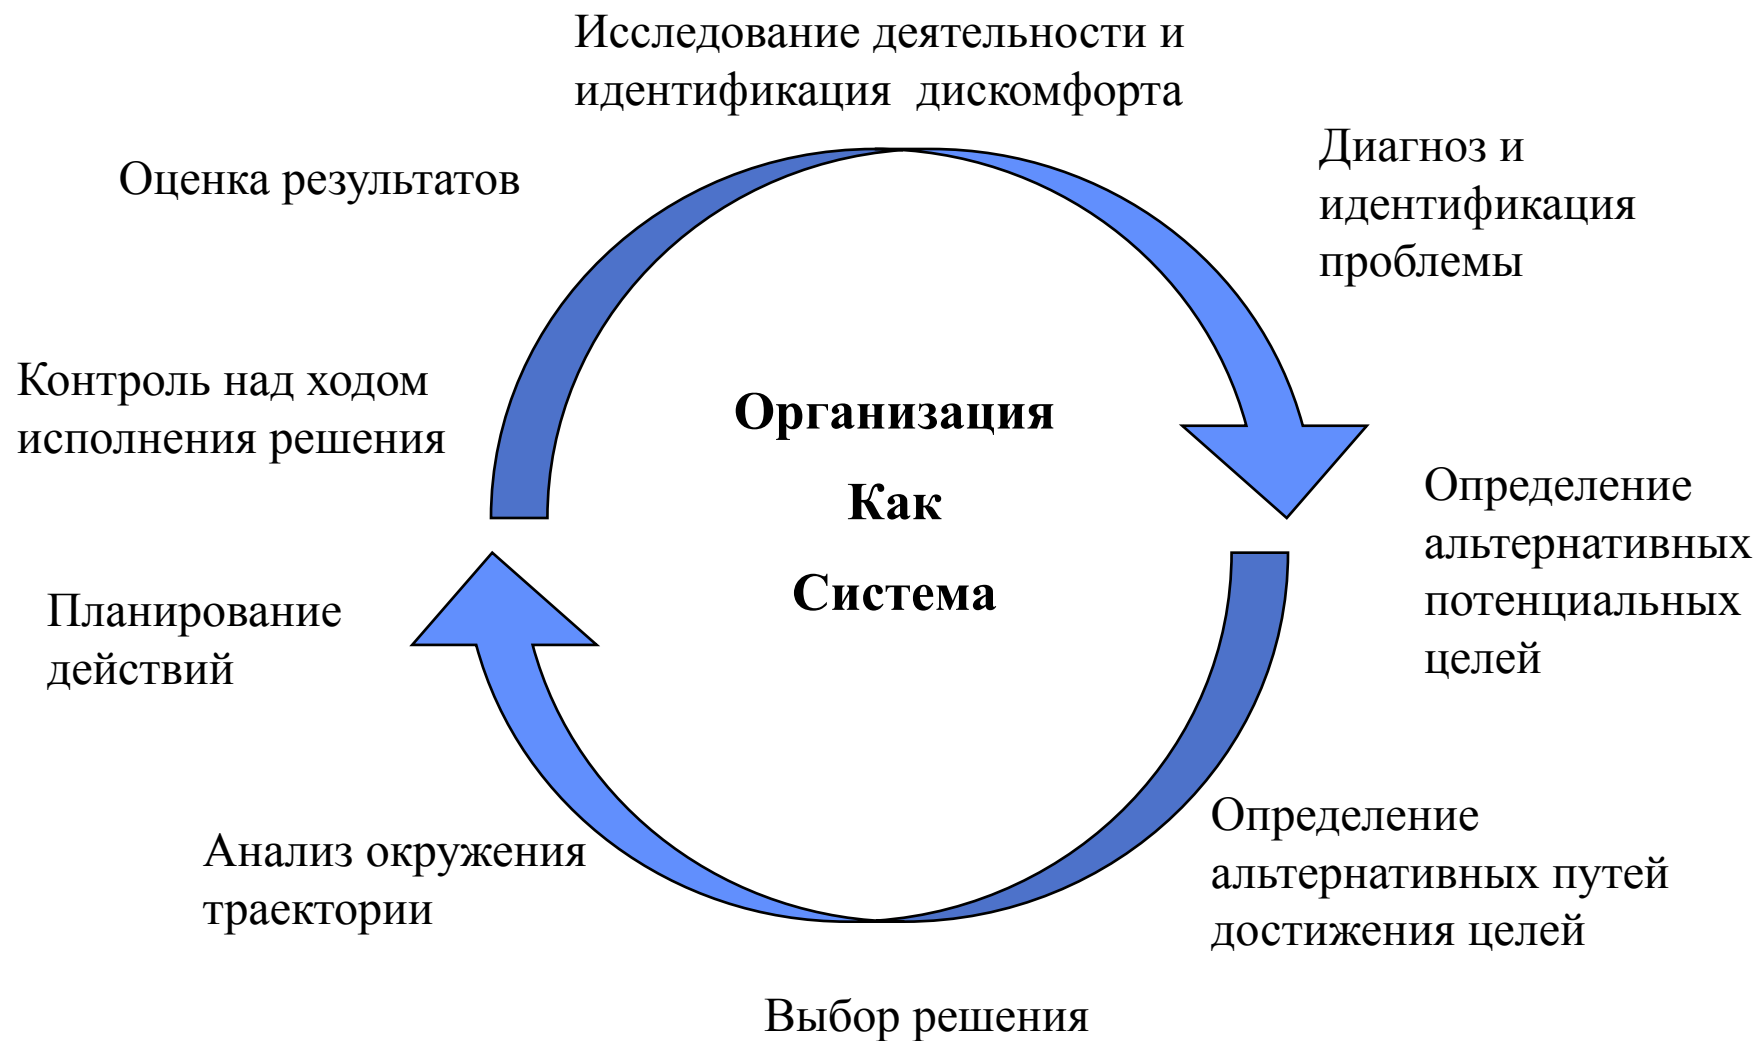 Исследование деятельности и
идентификация дискомфорта
Диагноз и
идентификация
проблемы
Оценка результатов
Контроль над ходом
исполнения решения
Организация
Как
Система
Определение
альтернативных
потенциальных
целей
Планирование
действий
Определение
альтернативных путей
достижения целей
Анализ окружения
траектории
Выбор решения